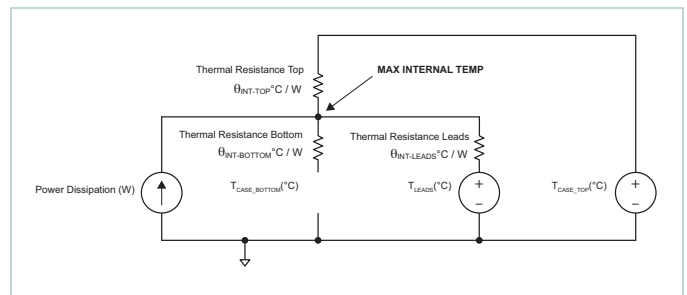 Thermal Resistance Top
θINT-TOP°C / W
MAX INTERNAL TEMP
Thermal Resistance Bottom
θINT-BOTTOM°C / W
Thermal Resistance Leads
θINT-LEADS°C / W
Power Dissipation (W)
TCASE_BOTTOM(°C)
TLEADS(°C)
+
–
TCASE_TOP(°C)
+
–